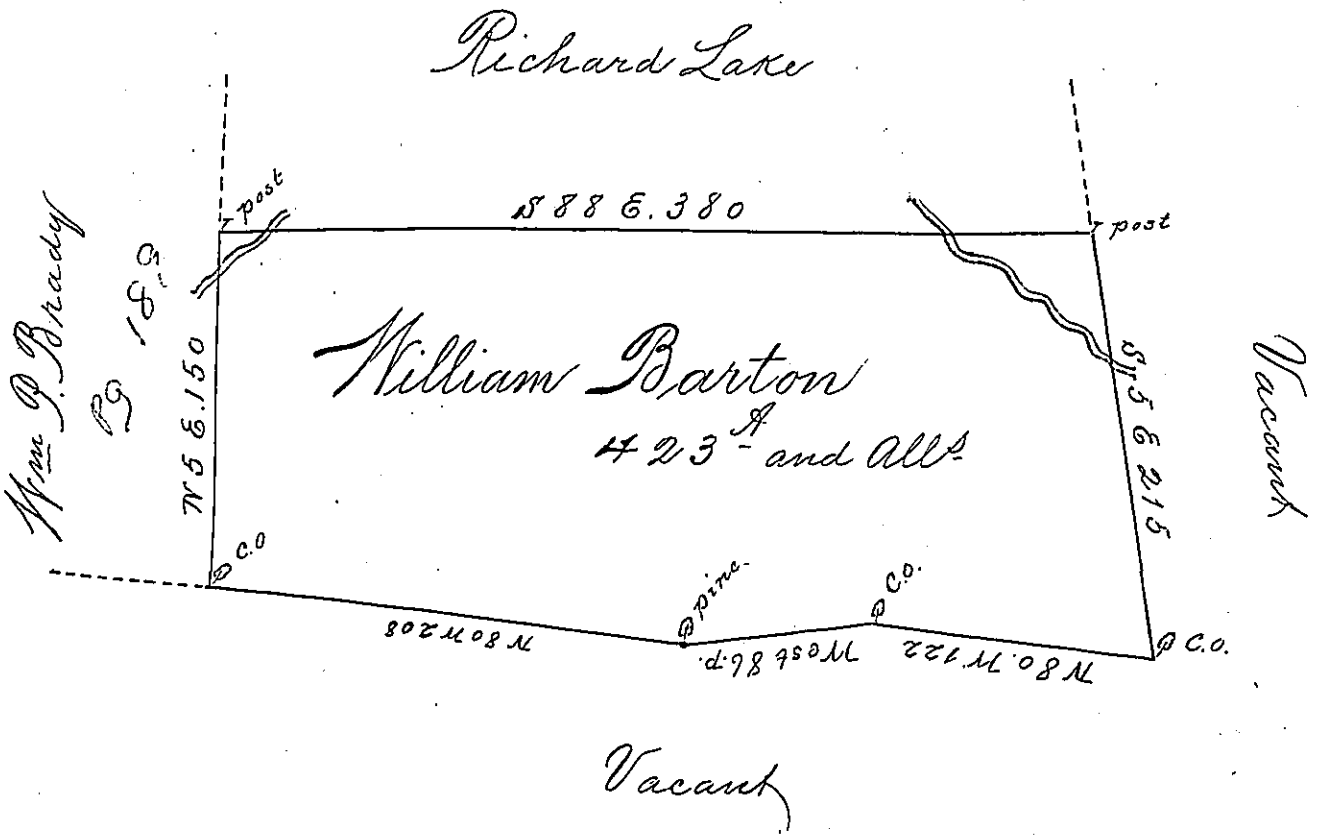 Richard Lake
post
S 88 E. 380
post
Wm P. Brady
N 5 E. 150
William Barton
423 A and Alls
S 5 E 215
Vacant
C.O
pine.
C.O.
C.O.
N 80 W 208
West 86.p.
N 80. W 122
Vacant